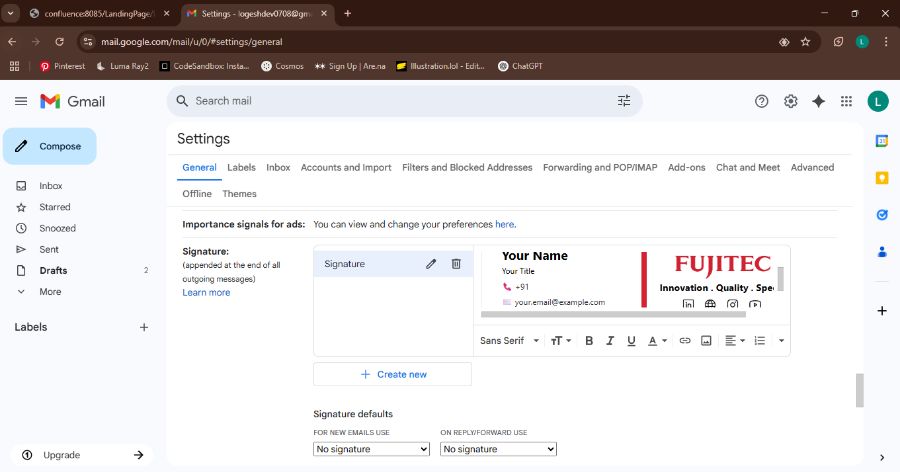 confluence:8085/LandingPage/
Settings - logeshdev0708@gm
mail.google.com/mail/u/0/#settings/general
L
Pinterest
Luma Ray2
CodeSandbox: Insta...
Cosmos
Sign Up | Are.na
Illustration.lol - Edit...
ChatGPT
Gmail
Search mail
L
Compose
Inbox
Starred
Snoozed
Sent
Drafts 2
More
Labels
Upgrade
Settings
General Labels Inbox Accounts and Import Filters and Blocked Addresses Forwarding and POP/IMAP Add-ons Chat and Meet Advanced
Offline Themes
Importance signals for ads: You can view and change your preferences here.
Signature:
(appended at the end of all
outgoing messages)
Learn more
Signature
Your Name
Your Title
+91
your.email@example.com
FUJITEC
Innovation . Quality . Spe
Sans Serif
B I U A
Create new
Signature defaults
FOR NEW EMAILS USE
No signature
ON REPLY/FORWARD USE
No signature